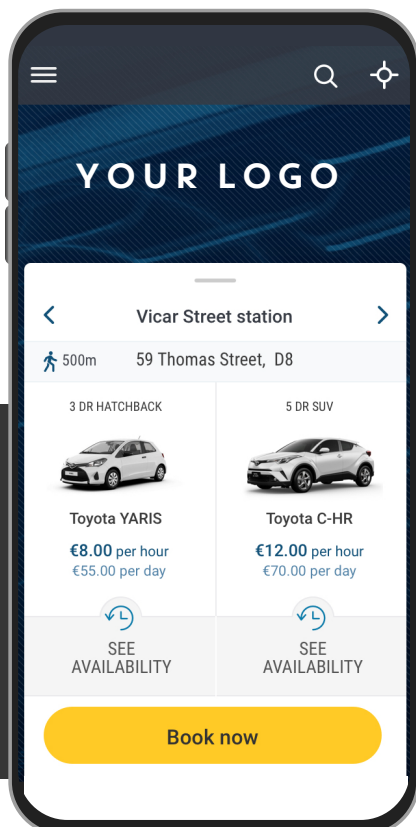 YOUR LOGO
Vicar Street station
500m 59 Thomas Street, D8
3 DR HATCHBACK
Toyota YARIS
€8.00 per hour
€55.00 per day
SEE
AVAILABILITY
5 DR SUV
Toyota C-HR
€12.00 per hour
€70.00 per day
SEE
AVAILABILITY
Book now